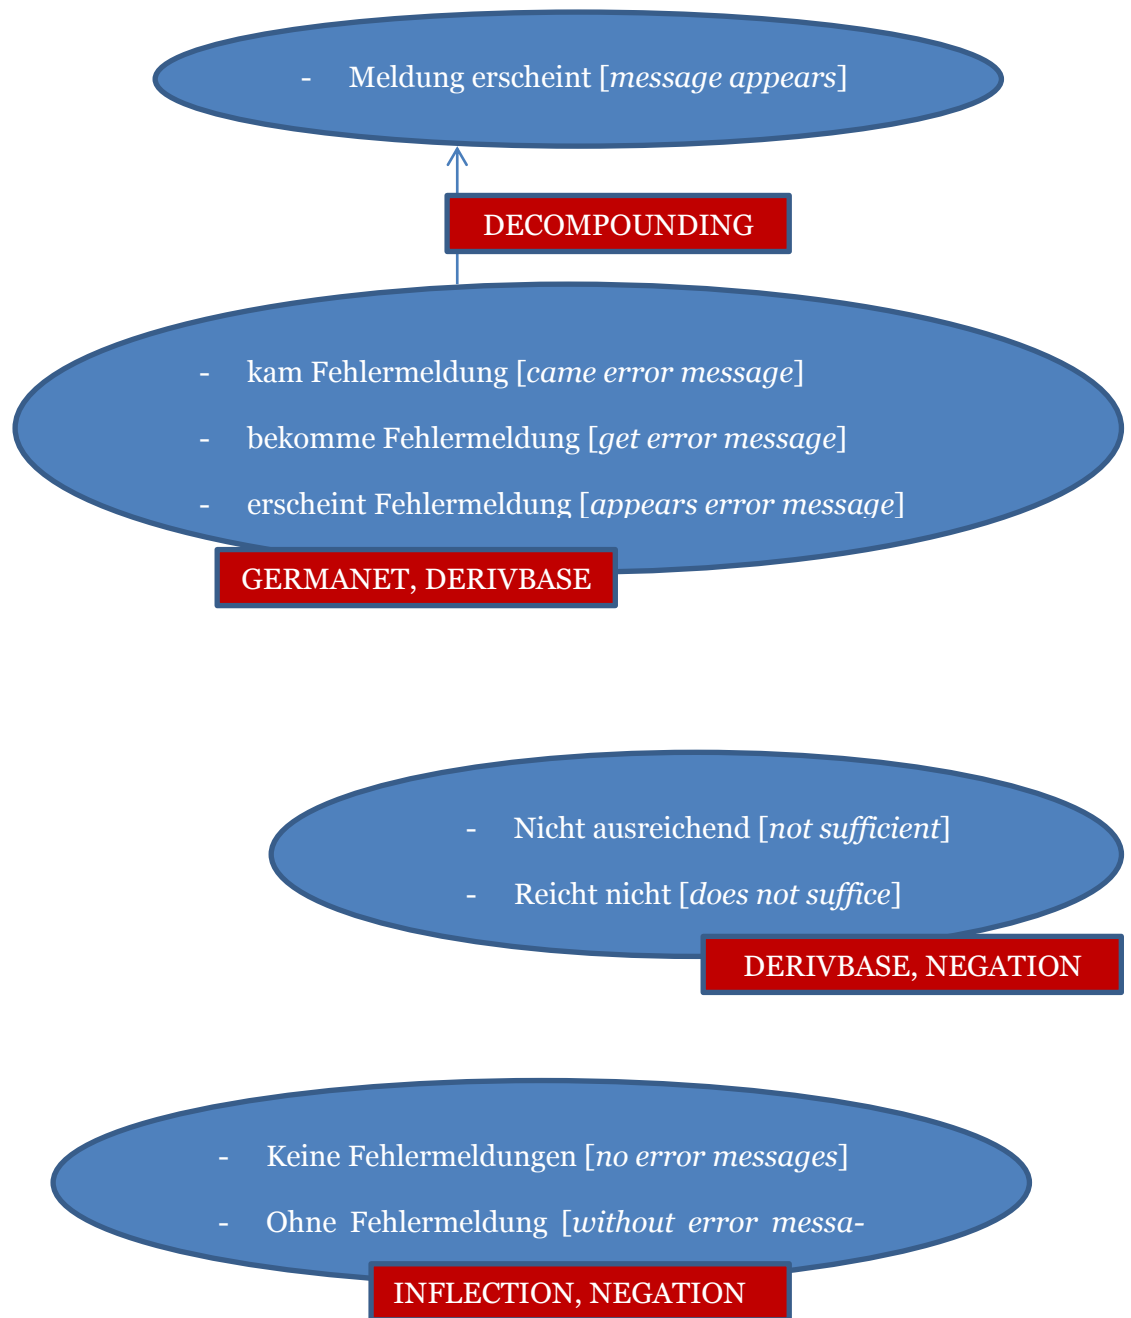 - Meldung erscheint [message appears]
DECOMPOUNDING
- kam Fehlermeldung [came error message]
- bekomme Fehlermeldung [get error message]
- erscheint Fehlermeldung [appears error message]
GERMANET, DERIVBASE
- Nicht ausreichend [not sufficient]
- Reicht nicht [does not suffice]
DERIVBASE, NEGATION
- Keine Fehlermeldungen [no error messages]
- Ohne Fehlermeldung [without error messa-
INFLECTION, NEGATION